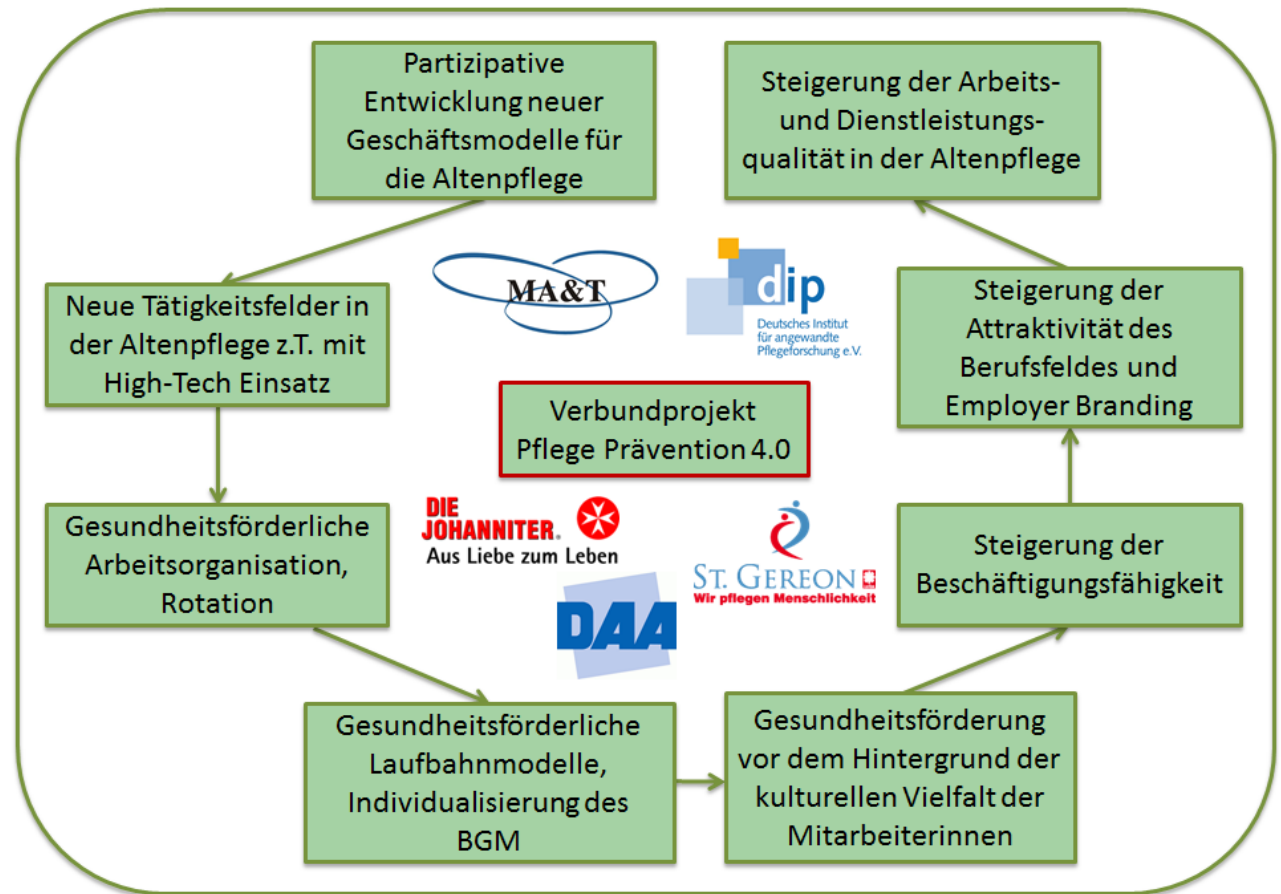 Partizipative
Entwicklung neuer
Geschäftsmodelle für
die Altenpflege
Steigerung der Arbeits-
und Dienstleistungs-
qualität in der Altenpflege
MA&T
dip
Deutsches Institut
für angewandte
Pflegeforschung e.V.
Neue Tätigkeitsfelder in
der Altenpflege z.T. mit
High-Tech Einsatz
Steigerung der
Attraktivität des
Berufsfeldes und
Employer Branding
Verbundprojekt
Pflege Prävention 4.0
Gesundheitsförderliche
Arbeitsorganisation,
Rotation
DIE
JOHANNITER.
Aus Liebe zum Leben
ST. GEREON
Wir pflegen Menschlichkeit
DAA
Steigerung der
Beschäftigungsfähigkeit
Gesundheitsförderliche
Laufbahnmodelle,
Individualisierung des
BGM
Gesundheitsförderung
vor dem Hintergrund der
kulturellen Vielfalt der
Mitarbeiterinnen